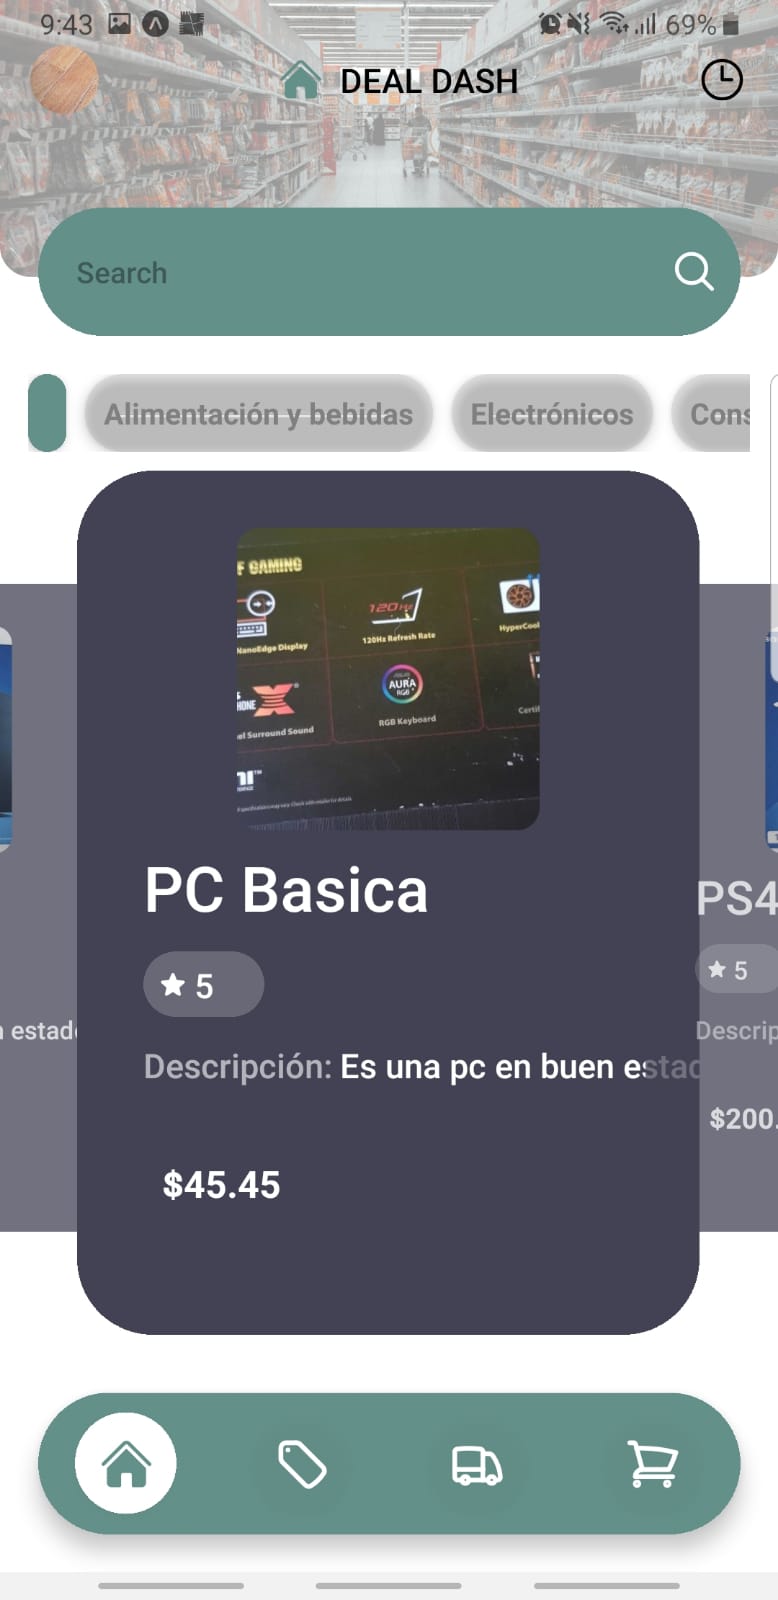 9:43
69%
DEAL DASH
Search
Alimentación y bebidas
Electrónicos
Cons
F GAMING
NanoEdge Display
120Hz
120Hz Refresh Rate
HyperCool
AURA
RGB
RGB Keyboard
el Surround Sound
Certif
PC Basica
5
Descripción: Es una pc en buen estad
$45.45
n estad
PS4
5
Descrip
$200.